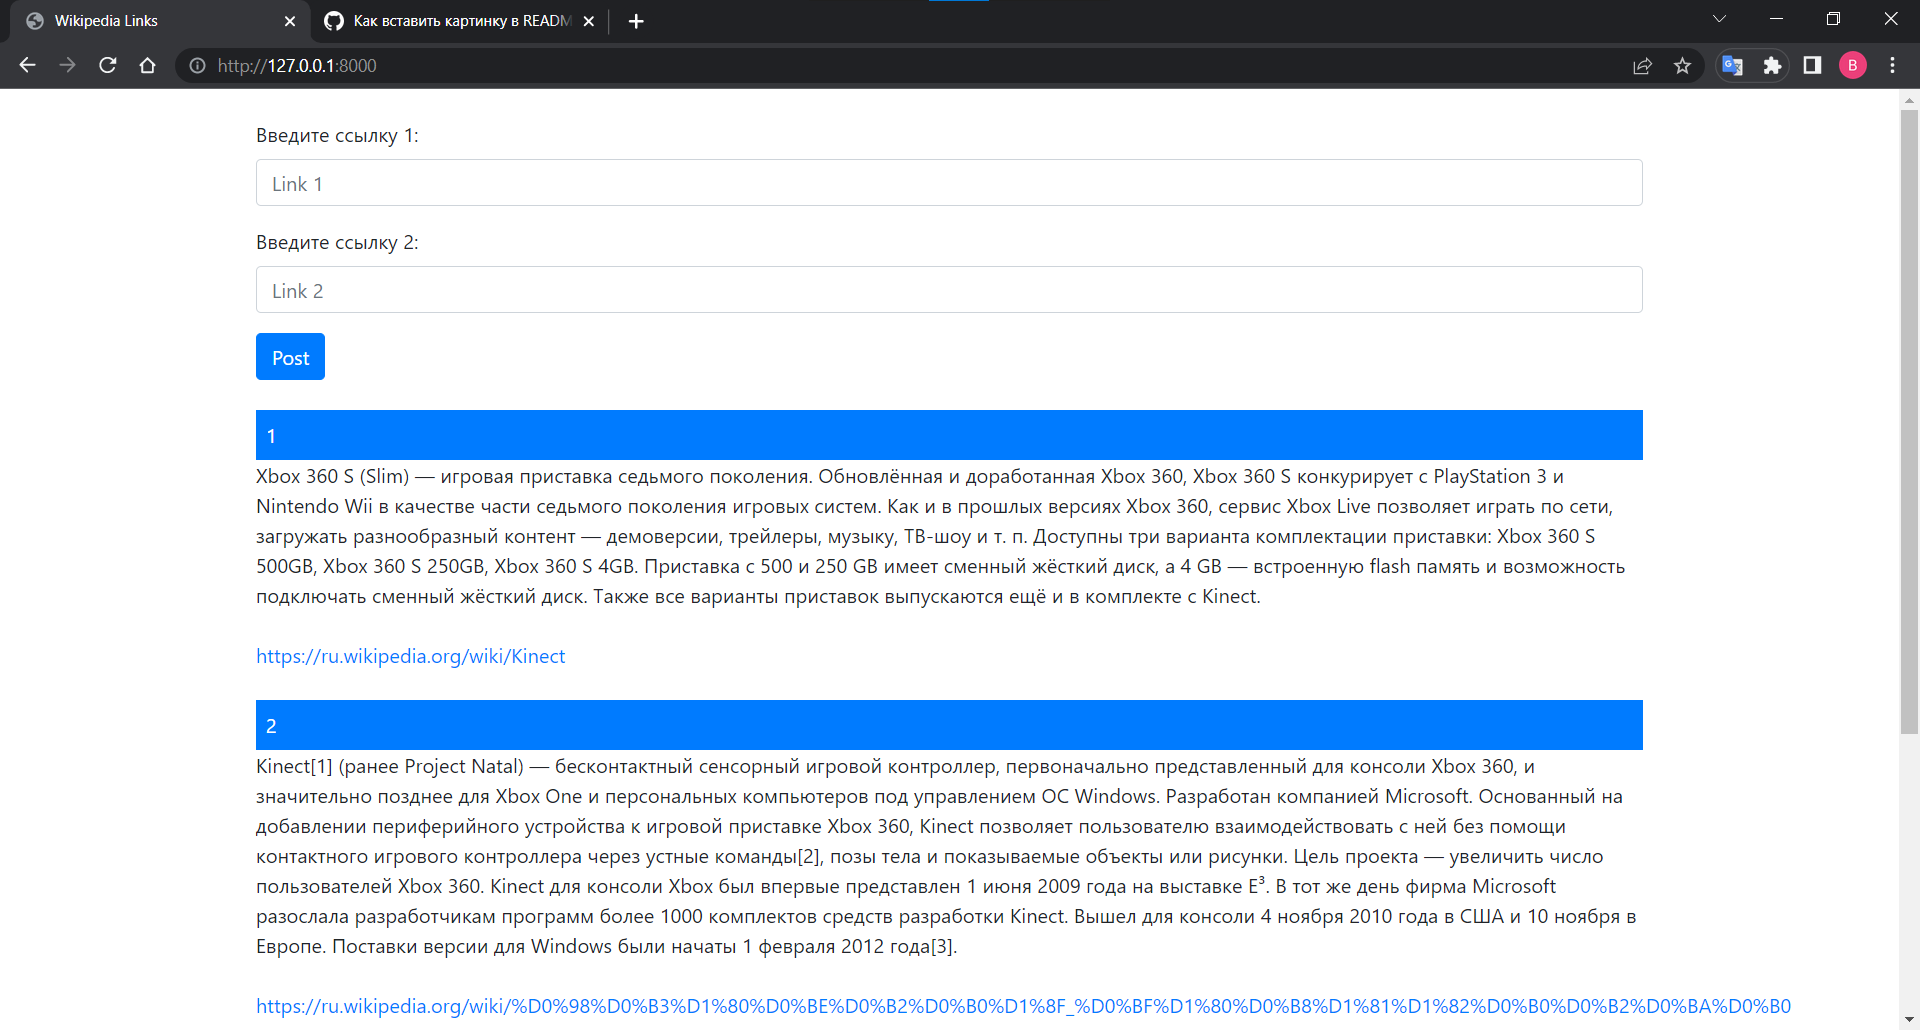 Wikipedia Links
Как вставить картинку в READM
http://127.0.0.1:8000
B
Введите ссылку 1:
Link 1
Введите ссылку 2:
Link 2
Post
1
Xbox 360 S (Slim) — игровая приставка седьмого поколения. Обновлённая и доработанная Xbox 360, Xbox 360 S конкурирует с PlayStation 3 и
Nintendo Wii в качестве части седьмого поколения игровых систем. Как и в прошлых версиях Xbox 360, сервис Xbox Live позволяет играть по сети,
загружать разнообразный контент — демоверсии, трейлеры, музыку, ТВ-шоу и т. п. Доступны три варианта комплектации приставки: Xbox 360 S
500GB, Xbox 360 S 250GB, Xbox 360 S 4GB. Приставка с 500 и 250 GB имеет сменный жёсткий диск, а 4 GB — встроенную flash память и возможность
подключать сменный жёсткий диск. Также все варианты приставок выпускаются ещё и в комплекте с Kinect.
https://ru.wikipedia.org/wiki/Kinect
2
Kinect[1] (ранее Project Natal) — бесконтактный сенсорный игровой контроллер, первоначально представленный для консоли Xbox 360, и
значительно позднее для Xbox One и персональных компьютеров под управлением ОС Windows. Разработан компанией Microsoft. Основанный на
добавлении периферийного устройства к игровой приставке Xbox 360, Kinect позволяет пользователю взаимодействовать с ней без помощи
контактного игрового контроллера через устные команды[2], позы тела и показываемые объекты или рисунки. Цель проекта — увеличить число
пользователей Xbox 360. Kinect для консоли Xbox был впервые представлен 1 июня 2009 года на выставке E³. В тот же день фирма Microsoft
разослала разработчикам программ более 1000 комплектов средств разработки Kinect. Вышел для консоли 4 ноября 2010 года в США и 10 ноября в
Европе. Поставки версии для Windows были начаты 1 февраля 2012 года[3].
https://ru.wikipedia.org/wiki/%D0%98%D0%B3%D1%80%D0%BE%D0%B2%D0%B0%D1%8F_%D0%BF%D1%80%D0%B8%D1%81%D1%82%D0%B0%D0%B2%D0%BA%D0%B0